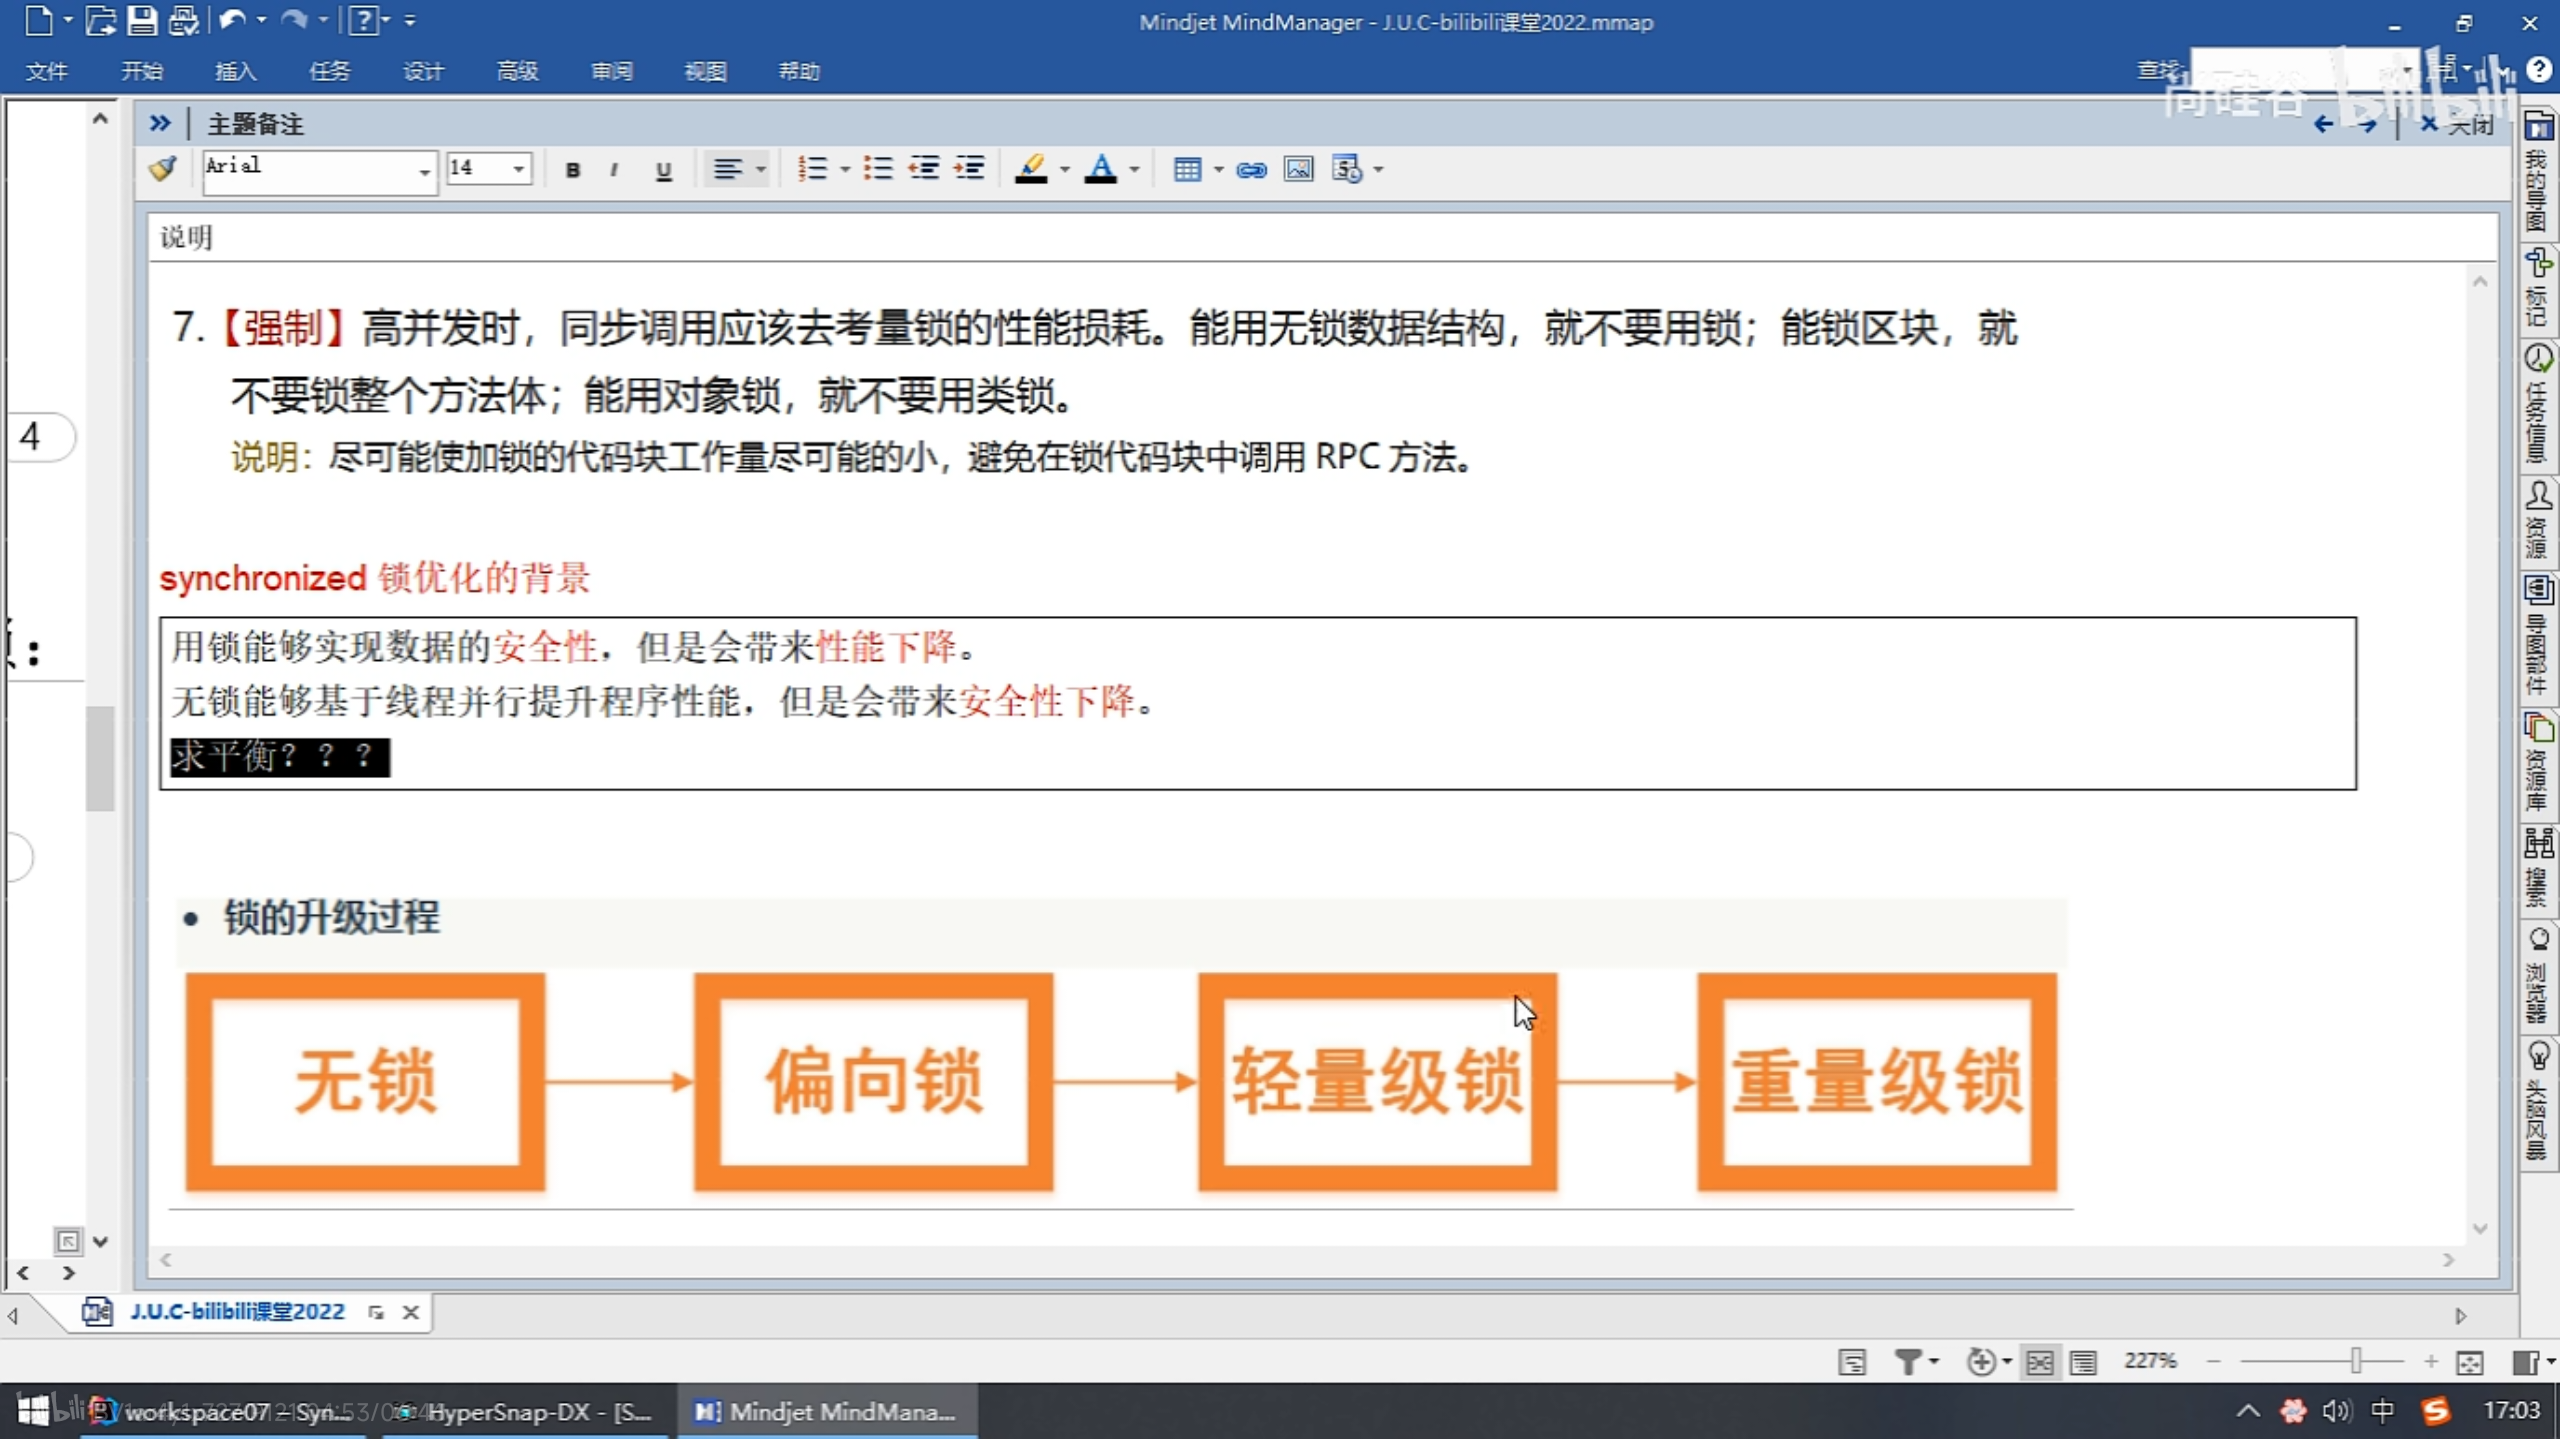 Mindjet MindManager - J.U.C-bilibili课堂2022.mmap
文件 开始 插入 任务 设计 高级 审阅 视图 帮助
尚硅谷 bilibili
主题备注
关闭
Arial 14 B I U
说明
7.【强制】高并发时，同步调用应该去考量锁的性能损耗。能用无锁数据结构，就不要用锁；能锁区块，就
不要锁整个方法体；能用对象锁，就不要用类锁。
说明：尽可能使加锁的代码块工作量尽可能的小，避免在锁代码块中调用 RPC 方法。
4
synchronized 锁优化的背景
用锁能够实现数据的安全性，但是会带来性能下降。
无锁能够基于线程并行提升程序性能，但是会带来安全性下降。
求平衡？？？
• 锁的升级过程
无锁 偏向锁 轻量级锁 重量级锁
我的导图
标记
任务信息
资源
导图部件
资源库
搜索
浏览器
头脑风暴
J.U.C-bilibili课堂2022
227%
workspace07 – Syn...
HyperSnap-DX - [S...
Mindjet MindMana...
中
17:03